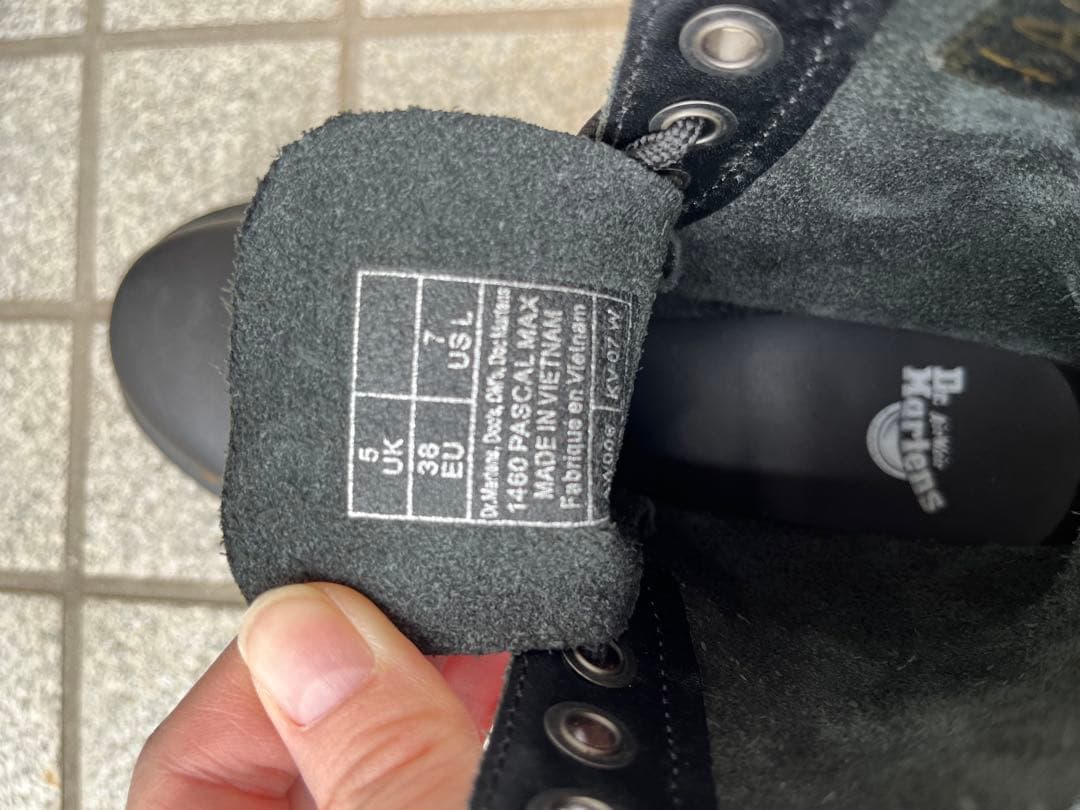 5
UK
38
EU
7
US L
Dr.Martens, Doc's, DM's, Doc Martens
1460 PASCAL MAX
MADE IN VIETNAM
Fabriqué en Vietnam
KV 07 W
Dr. Martens